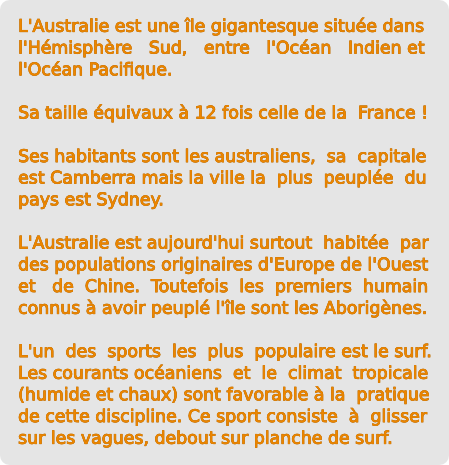 L'Australie est une île gigantesque située dans
l'Hémisphère Sud, entre l'Océan Indien et
l'Océan Pacifique.
Sa taille équivaux à 12 fois celle de la France !
Ses habitants sont les australiens, sa capitale
est Camberra mais la ville la plus peuplée du
pays est Sydney.
L'Australie est aujourd'hui surtout habitée par
des populations originaires d'Europe de l'Ouest
et de Chine. Toutefois les premiers humain
connus à avoir peuplé l'île sont les Aborigènes.
L'un des sports les plus populaire est le surf.
Les courants océaniens et le climat tropicale
(humide et chaux) sont favorable à la pratique
de cette discipline. Ce sport consiste à glisser
sur les vagues, debout sur planche de surf.